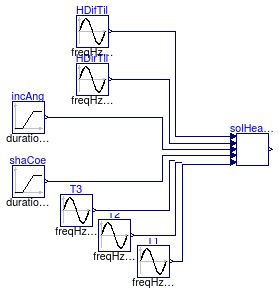 HDifTil
freqHz...
HDirTil
freqHz...
incAng
duratio...
solHea...
shaCoe
duratio...
T3
freqHz...
T2
freqHz...
T1
freqHz...